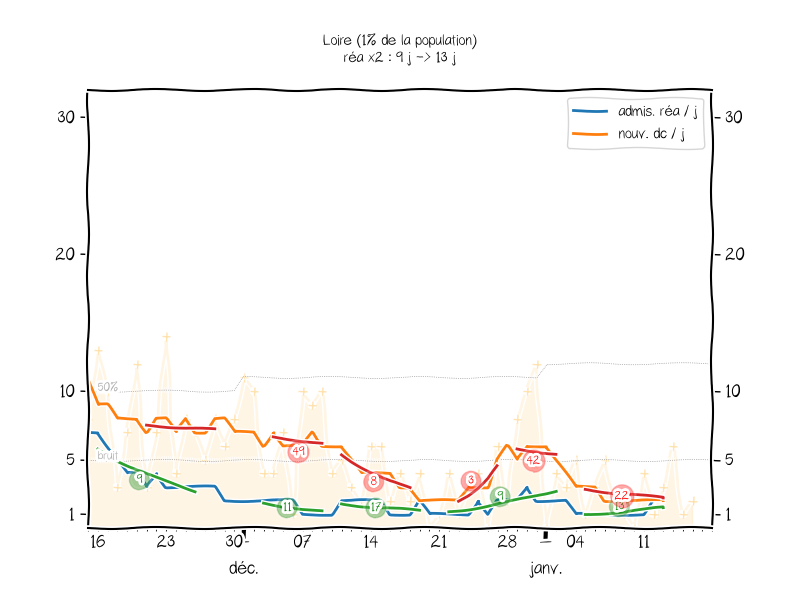 Loire (1% de la population)
réa x2 : 9 j -> 13 j
admis. réa / j
nouv. dc / j
30 30
20 20
10 10
5 5
1 1
50%
bruit
9
49
11
8
17
3
9
42
22
13
16 23 30 07 14 21 28 04 11
déc. janv.